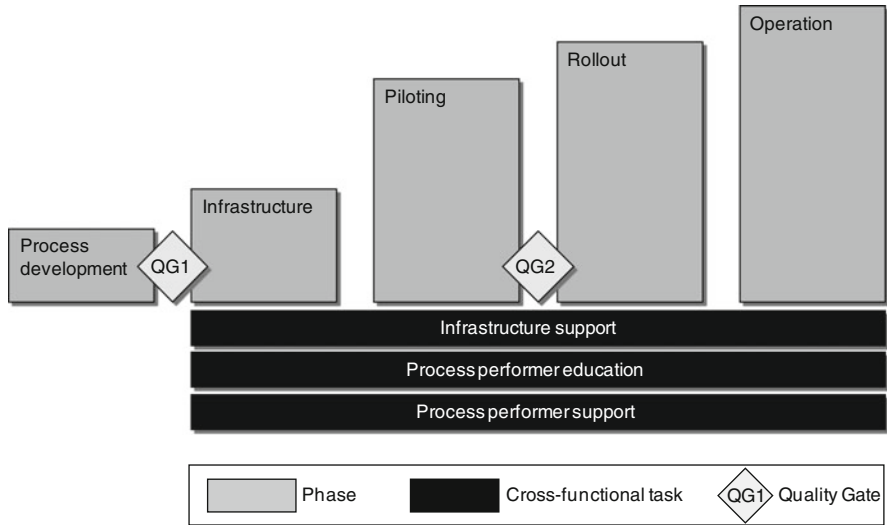 Process
development
QG1
Infrastructure
Piloting
QG2
Rollout
Operation
Infrastructure support
Process performer education
Process performer support
Phase
Cross-functional task
QG1
Quality Gate